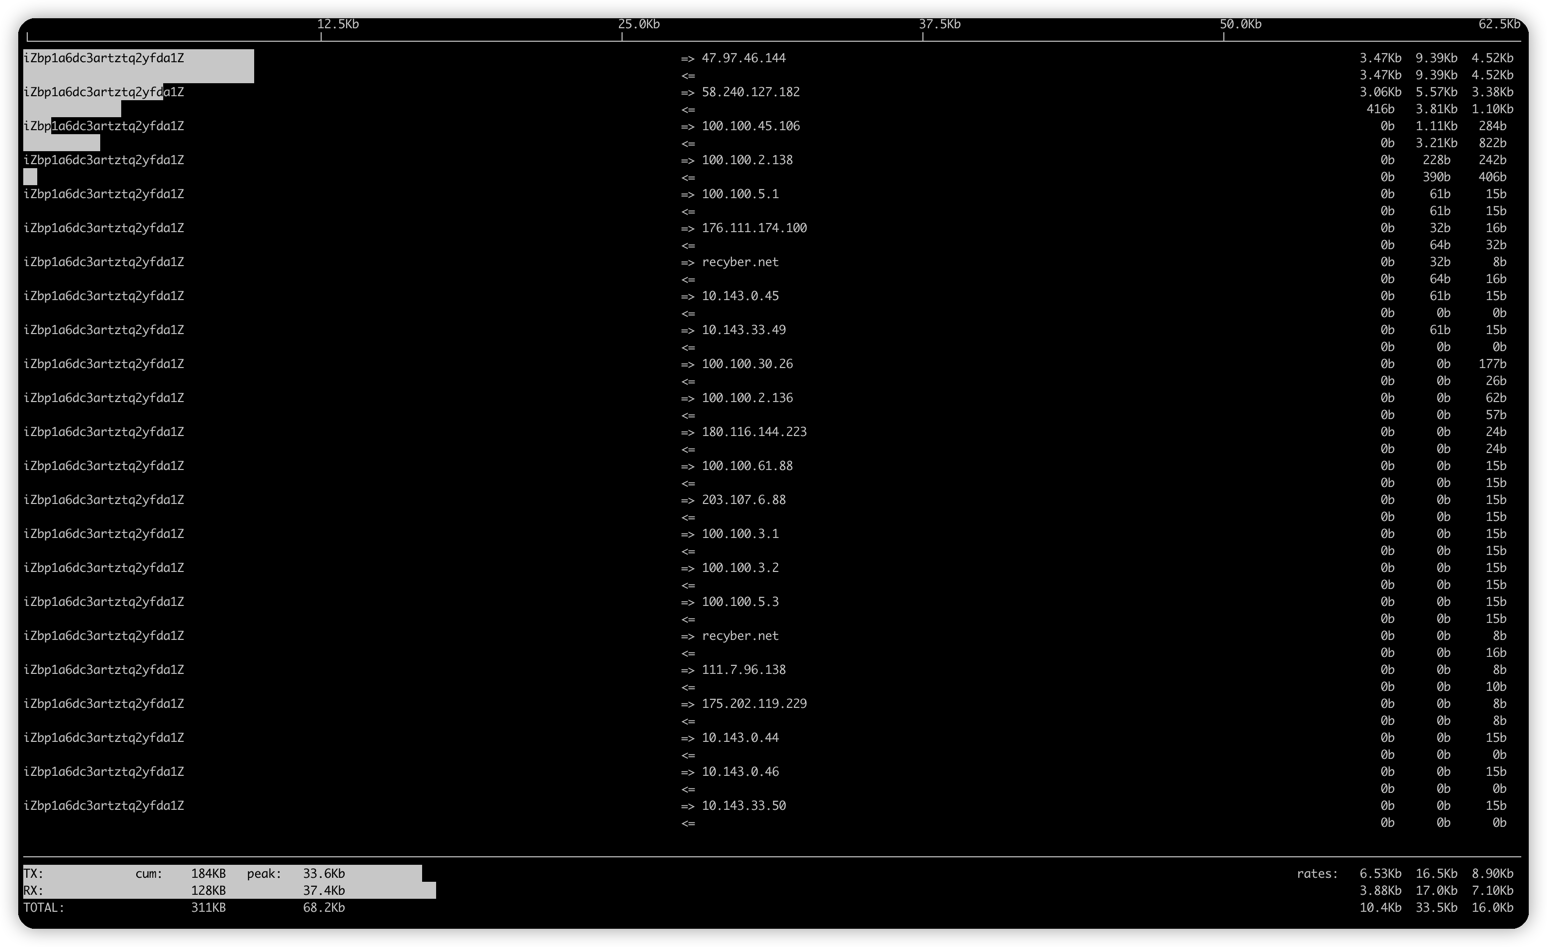 12.5Kb 25.0Kb 37.5Kb 50.0Kb 62.5Kb
iZbp1a6dc3artztq2yfda1Z => 47.97.46.144 3.47Kb 9.39Kb 4.52Kb
<= 3.47Kb 9.39Kb 4.52Kb
iZbp1a6dc3artztq2yfda1Z => 58.240.127.182 3.06Kb 5.57Kb 3.38Kb
<= 416b 3.81Kb 1.10Kb
iZbp1a6dc3artztq2yfda1Z => 100.100.45.106 0b 1.11Kb 284b
<= 0b 3.21Kb 822b
iZbp1a6dc3artztq2yfda1Z => 100.100.2.138 0b 228b 242b
<= 0b 390b 406b
iZbp1a6dc3artztq2yfda1Z => 100.100.5.1 0b 61b 15b
<= 0b 61b 15b
iZbp1a6dc3artztq2yfda1Z => 176.111.174.100 0b 32b 16b
<= 0b 64b 32b
iZbp1a6dc3artztq2yfda1Z => recyber.net 0b 32b 8b
<= 0b 64b 16b
iZbp1a6dc3artztq2yfda1Z => 10.143.0.45 0b 61b 15b
<= 0b 0b 0b
iZbp1a6dc3artztq2yfda1Z => 10.143.33.49 0b 61b 15b
<= 0b 0b 0b
iZbp1a6dc3artztq2yfda1Z => 100.100.30.26 0b 0b 177b
<= 0b 0b 26b
iZbp1a6dc3artztq2yfda1Z => 100.100.2.136 0b 0b 62b
<= 0b 0b 57b
iZbp1a6dc3artztq2yfda1Z => 180.116.144.223 0b 0b 24b
<= 0b 0b 24b
iZbp1a6dc3artztq2yfda1Z => 100.100.61.88 0b 0b 15b
<= 0b 0b 15b
iZbp1a6dc3artztq2yfda1Z => 203.107.6.88 0b 0b 15b
<= 0b 0b 15b
iZbp1a6dc3artztq2yfda1Z => 100.100.3.1 0b 0b 15b
<= 0b 0b 15b
iZbp1a6dc3artztq2yfda1Z => 100.100.3.2 0b 0b 15b
<= 0b 0b 15b
iZbp1a6dc3artztq2yfda1Z => 100.100.5.3 0b 0b 15b
<= 0b 0b 15b
iZbp1a6dc3artztq2yfda1Z => recyber.net 0b 0b 8b
<= 0b 0b 16b
iZbp1a6dc3artztq2yfda1Z => 111.7.96.138 0b 0b 8b
<= 0b 0b 10b
iZbp1a6dc3artztq2yfda1Z => 175.202.119.229 0b 0b 8b
<= 0b 0b 8b
iZbp1a6dc3artztq2yfda1Z => 10.143.0.44 0b 0b 15b
<= 0b 0b 0b
iZbp1a6dc3artztq2yfda1Z => 10.143.0.46 0b 0b 15b
<= 0b 0b 0b
iZbp1a6dc3artztq2yfda1Z => 10.143.33.50 0b 0b 15b
<= 0b 0b 0b
TX: cum: 184KB peak: 33.6Kb rates: 6.53Kb 16.5Kb 8.90Kb
RX: 128KB 37.4Kb 3.88Kb 17.0Kb 7.10Kb
TOTAL: 311KB 68.2Kb 10.4Kb 33.5Kb 16.0Kb